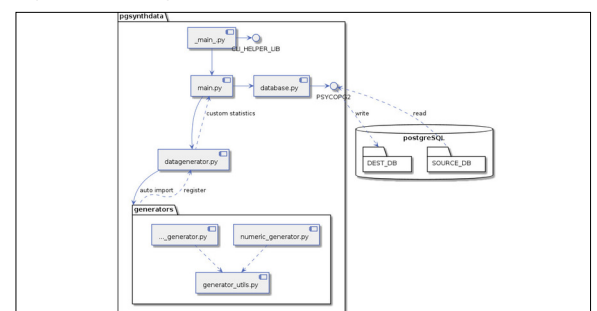 pgsynthdata
_main_.py
CLI_HELPER_LIB
main.py
database.py
PSYCOPG2
custom statistics
write
read
postgreSQL
DEST_DB
SOURCE_DB
datagenerator.py
auto import
register
generators
..._generator.py
numeric_generator.py
generator_utils.py